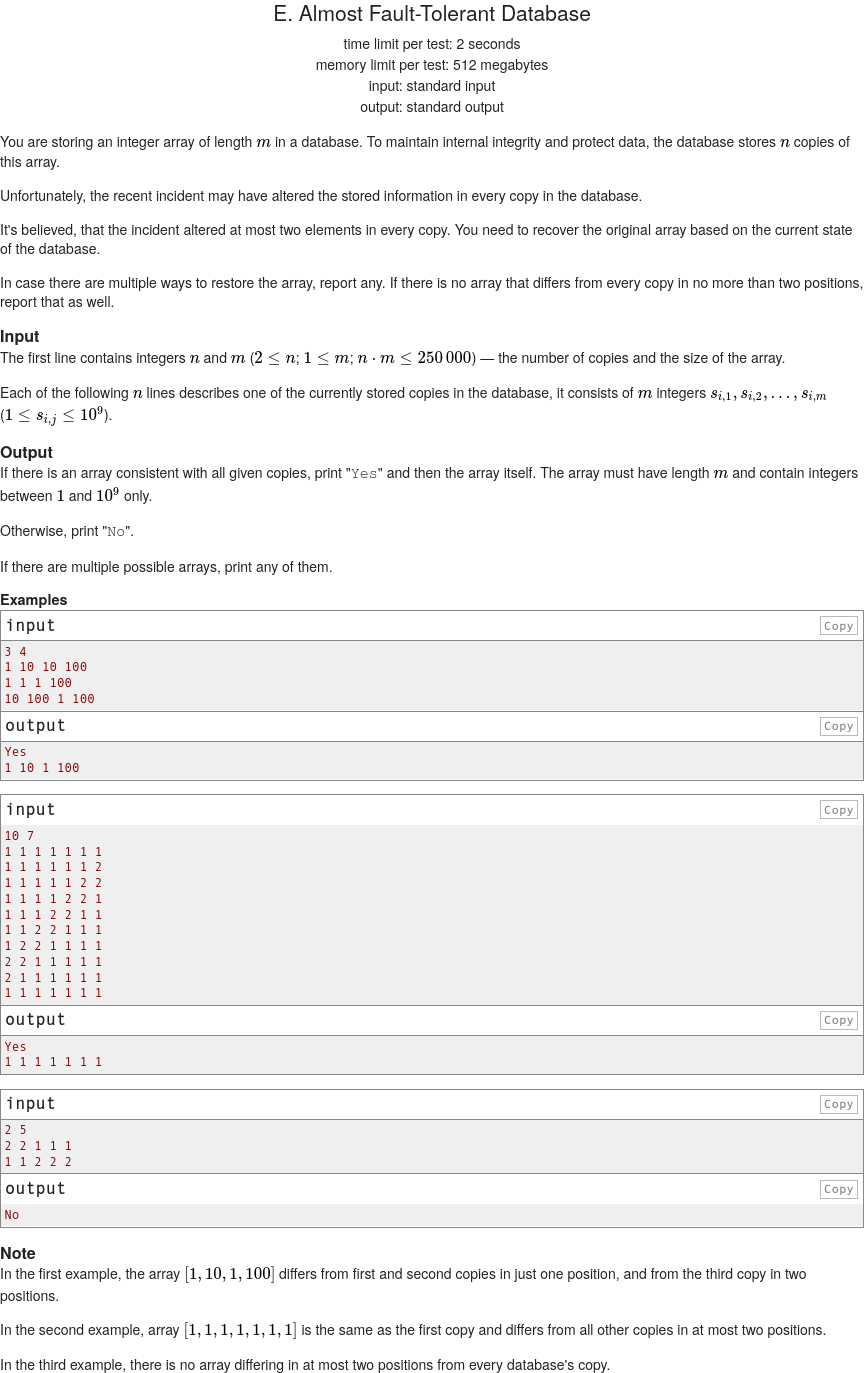 E. Almost Fault-Tolerant Database
time limit per test: 2 seconds
memory limit per test: 512 megabytes
input: standard input
output: standard output
You are storing an integer array of length m in a database. To maintain internal integrity and protect data, the database stores n copies of
this array.
Unfortunately, the recent incident may have altered the stored information in every copy in the database.
It's believed, that the incident altered at most two elements in every copy. You need to recover the original array based on the current state
of the database.
In case there are multiple ways to restore the array, report any. If there is no array that differs from every copy in no more than two positions,
report that as well.
Input
The first line contains integers n and m (2 ≤ n; 1 ≤ m; n · m ≤ 250 000) — the number of copies and the size of the array.
Each of the following n lines describes one of the currently stored copies in the database, it consists of m integers s_{i,1}, s_{i,2}, . . . , s_{i,m}
(1 ≤ s_{i,j} ≤ 10^9).
Output
If there is an array consistent with all given copies, print "Yes" and then the array itself. The array must have length m and contain integers
between 1 and 10^9 only.
Otherwise, print "No".
If there are multiple possible arrays, print any of them.
Examples
input Copy
3 4
1 10 10 100
1 1 1 100
10 100 1 100
output Copy
Yes
1 10 1 100
input Copy
10 7
1 1 1 1 1 1 1
1 1 1 1 1 1 2
1 1 1 1 1 2 2
1 1 1 1 2 2 1
1 1 1 2 2 1 1
1 1 2 2 1 1 1
1 2 2 1 1 1 1
2 2 1 1 1 1 1
2 1 1 1 1 1 1
1 1 1 1 1 1 1
output Copy
Yes
1 1 1 1 1 1 1
input Copy
2 5
2 2 1 1 1
1 1 2 2 2
output Copy
No
Note
In the first example, the array [1, 10, 1, 100] differs from first and second copies in just one position, and from the third copy in two
positions.
In the second example, array [1, 1, 1, 1, 1, 1, 1] is the same as the first copy and differs from all other copies in at most two positions.
In the third example, there is no array differing in at most two positions from every database's copy.